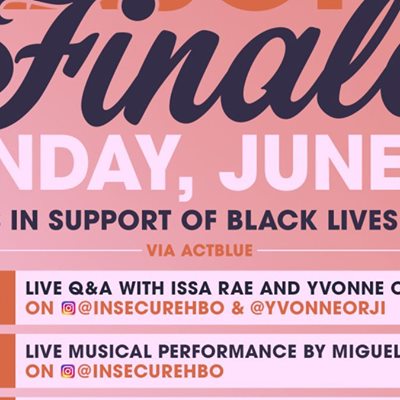 Final
NDAY, JUNE
IN SUPPORT OF BLACK LIVES
VIA ACTBLUE
LIVE Q&A WITH ISSA RAE AND YVONNE O
ON @INSECUREHBO & @YVONNEORJI
LIVE MUSICAL PERFORMANCE BY MIGUEL
ON @INSECUREHBO